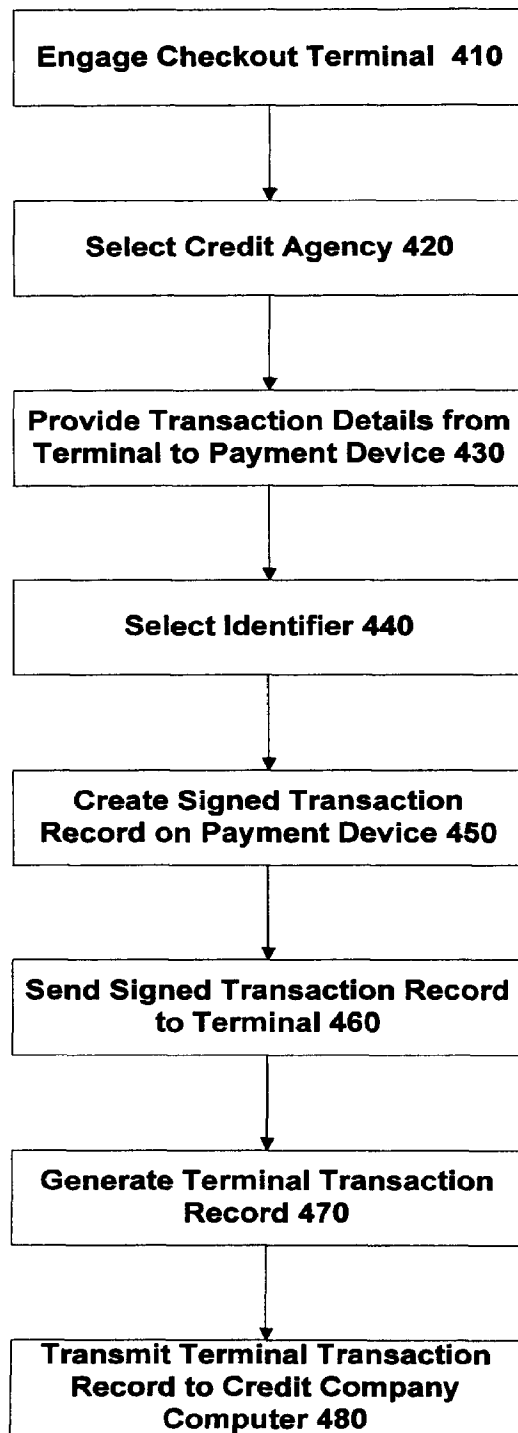 Engage Checkout Terminal 410
Select Credit Agency 420
Provide Transaction Details from
Terminal to Payment Device 430
Select Identifier 440
Create Signed Transaction
Record on Payment Device 450
Send Signed Transaction Record
to Terminal 460
Generate Terminal Transaction
Record 470
Transmit Terminal Transaction
Record to Credit Company
Computer 480